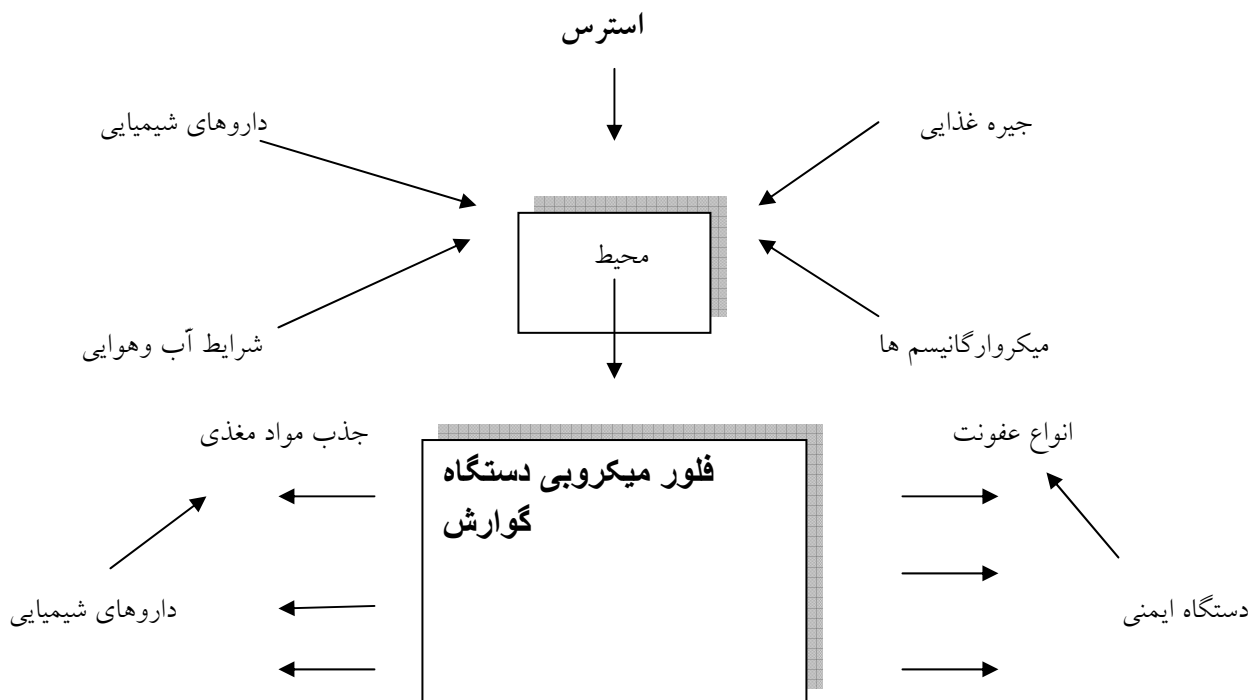 استرس
جیره غذایی
داروهای شیمیایی
محیط
میکروارگانیسم ها
شرایط آب وهوایی
انواع عفونت
جذب مواد مغذی
فلور میکروبی دستگاه
گوارش
دستگاه ایمنی
داروهای شیمیایی